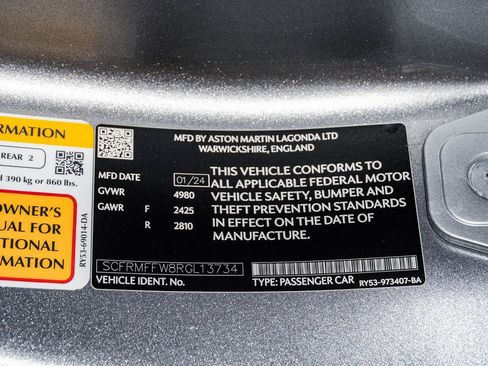 RMATION
REAR 2
d 390 kg or 860 lbs.
OWNER'S
UAL FOR
TIONAL
MATION
RY53-69014-DA
MFD BY ASTON MARTIN LAGONDA LTD
WARWICKSHIRE, ENGLAND
MFD DATE 01/24
GVWR 4980
GAWR F 2425
R 2810
THIS VEHICLE CONFORMS TO
ALL APPLICABLE FEDERAL MOTOR
VEHICLE SAFETY, BUMPER AND
THEFT PREVENTION STANDARDS
IN EFFECT ON THE DATE OF
MANUFACTURE.
SCFRMFFW8RGL13734
VEHICLE IDENT. No.
TYPE: PASSENGER CAR
RY53-973407-BA